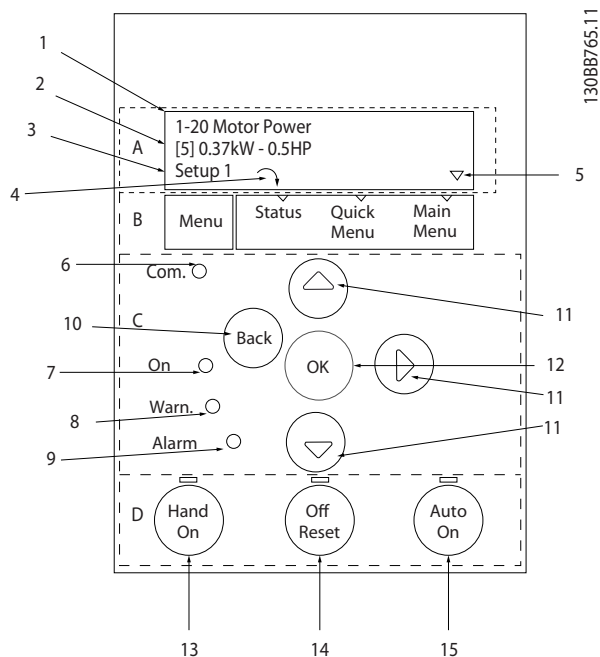 130BB765.11
1
2
3
4
5
A
1-20 Motor Power
[5] 0.37kW - 0.5HP
Setup 1
B
Menu
Status
Quick
Menu
Main
Menu
6
Com.
11
10
C
Back
OK
12
7
On
11
8
Warn.
11
9
Alarm
D
Hand
On
Off
Reset
Auto
On
13
14
15